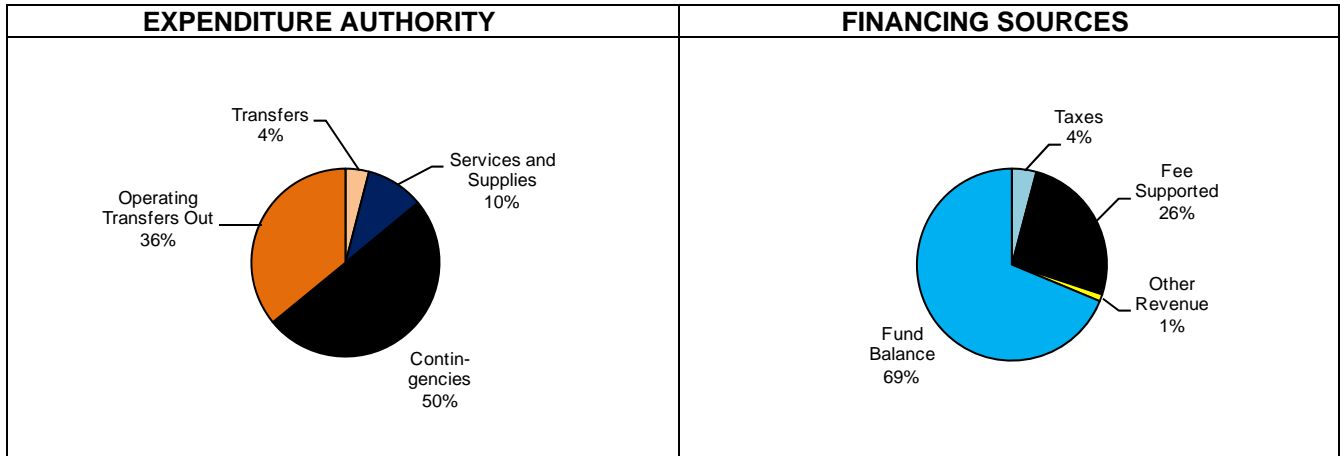 EXPENDITURE AUTHORITY
Transfers
4%
Services and
Supplies
10%
Operating
Transfers Out
36%
Contin-
gencies
50%
FINANCING SOURCES
Taxes
4%
Fee
Supported
26%
Other
Revenue
1%
Fund
Balance
69%